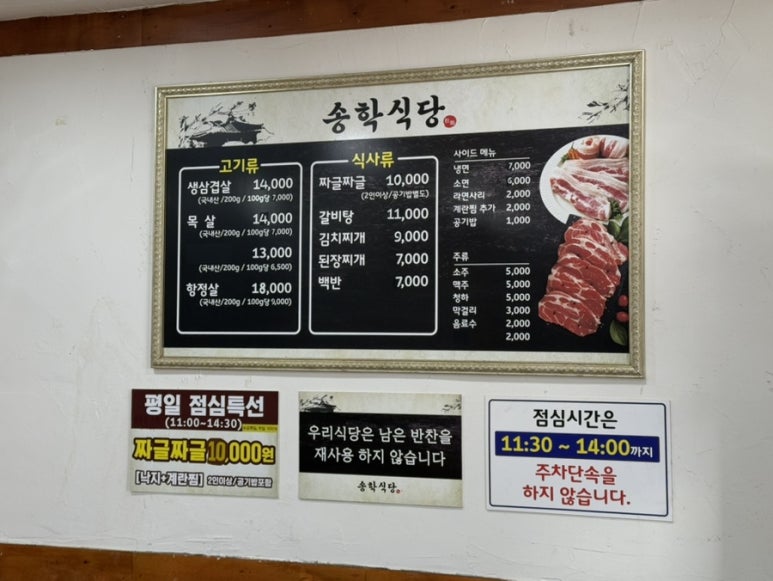 송학식당
고기류
생삼겹살 14,000
(국내산/200g / 100g당 7,000)
목 살 14,000
(국내산/200g / 100g당 7,000)
13,000
(국내산/200g / 100g당 6,500)
항정살 18,000
(국내산/200g / 100g당 9,000)
식사류
짜글짜글 10,000
(2인이상/공기밥별도)
갈비탕 11,000
김치찌개 9,000
된장찌개 7,000
백반 7,000
사이드 메뉴
냉면 7,000
소면 6,000
라면사리 2,000
계란찜 추가 2,000
공기밥 1,000
주류
소주 5,000
맥주 5,000
청하 5,000
막걸리 3,000
음료수 2,000
2,000
평일 점심특선
(11:00~14:30)
짜글짜글 10,000원
[낙지+계란찜] 2인이상/공기밥포함
우리식당은 남은 반찬을
재사용 하지 않습니다
송학식당
점심시간은
11:30 ~ 14:00까지
주차단속을
하지 않습니다.